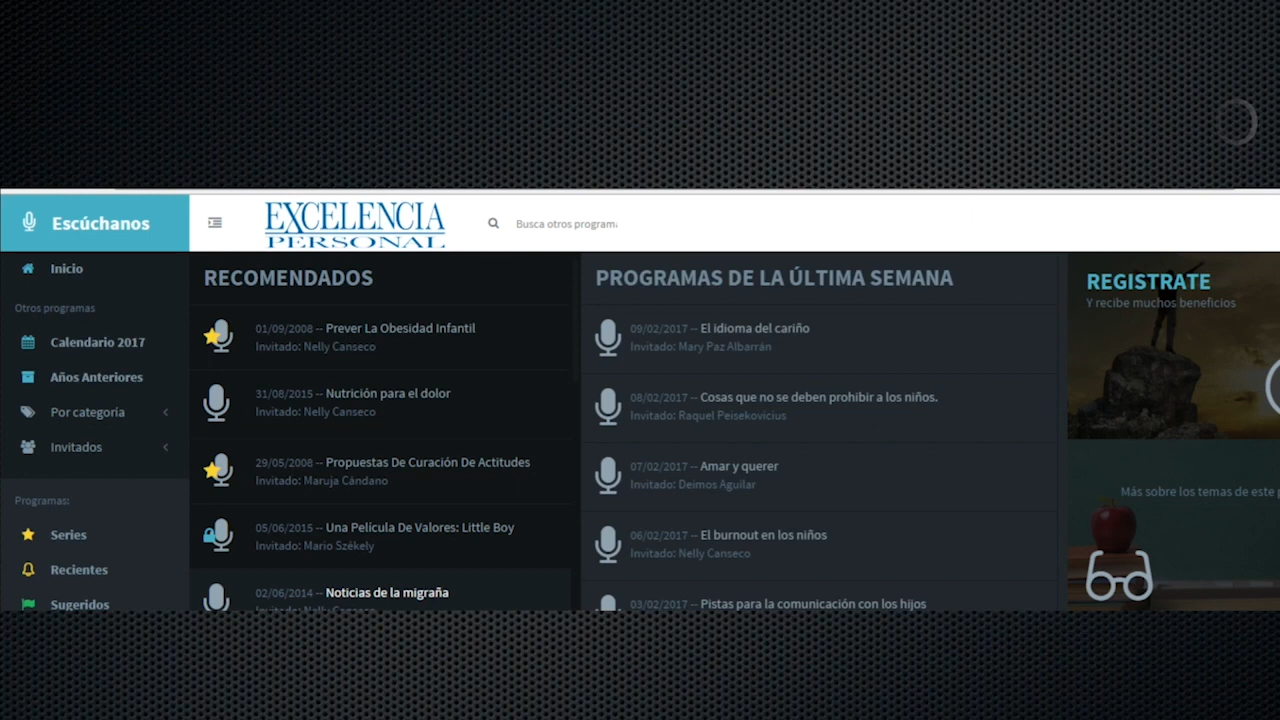 Escúchanos
EXCELENCIA
PERSONAL
Busca otros programa
Inicio
Otros programas
Calendario 2017
Años Anteriores
Por categoría
Invitados
Programas:
Series
Recientes
Sugeridos
RECOMENDADOS
01/09/2008 -- Prever La Obesidad Infantil
Invitado: Nelly Canseco
31/08/2015 -- Nutrición para el dolor
Invitado: Nelly Canseco
29/05/2008 -- Propuestas De Curación De Actitudes
Invitado: Maruja Cándano
05/06/2015 -- Una Película De Valores: Little Boy
Invitado: Mario Székely
02/06/2014 -- Noticias de la migraña
Invitado: Nelly Canseco
PROGRAMAS DE LA ÚLTIMA SEMANA
09/02/2017 -- El idioma del cariño
Invitado: Mary Paz Albarrán
08/02/2017 -- Cosas que no se deben prohibir a los niños.
Invitado: Raquel Peisekovicius
07/02/2017 -- Amar y querer
Invitado: Deimos Aguilar
06/02/2017 -- El burnout en los niños
Invitado: Nelly Canseco
03/02/2017 -- Pistas para la comunicación con los hijos
REGISTRATE
Y recibe muchos beneficios
Más sobre los temas de este